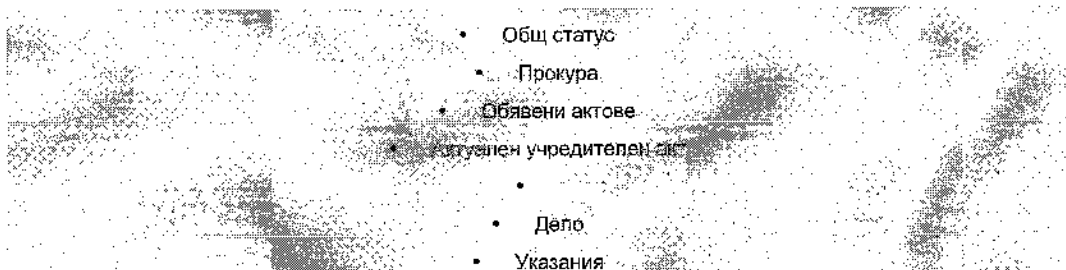 • Общ статус
• Прокура
• Обявени актове
• Актуален учредителен акт
•
• Дело
• Указания